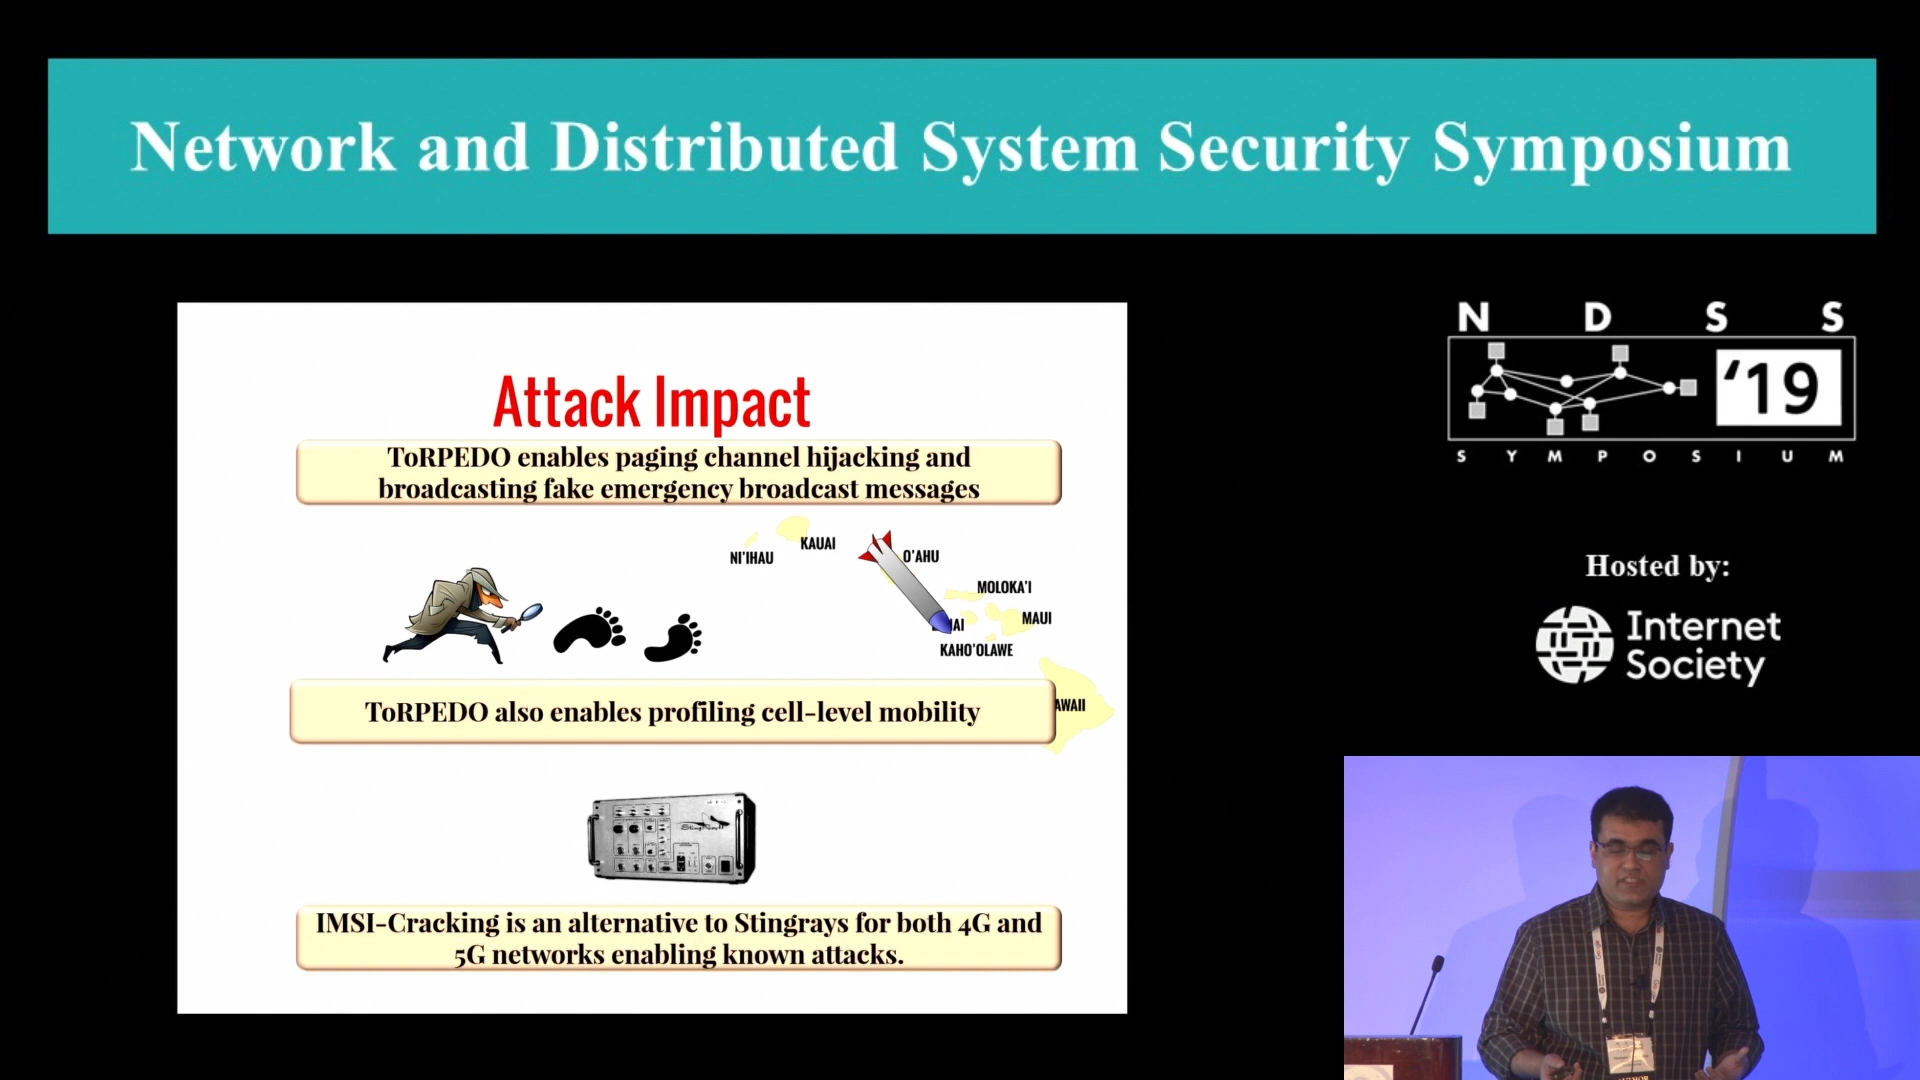 Network and Distributed System Security Symposium
N D S S
'19
S Y M P O S I U M
Hosted by:
Internet
Society
Attack Impact
ToRPEDO enables paging channel hijacking and
broadcasting fake emergency broadcast messages
NI'IHAU
KAUAI
O'AHU
MOLOKA'I
MAUI
KAHO'OLAWE
ToRPEDO also enables profiling cell-level mobility
StingRay
IMSI-Cracking is an alternative to Stingrays for both 4G and
5G networks enabling known attacks.
AUTHOR